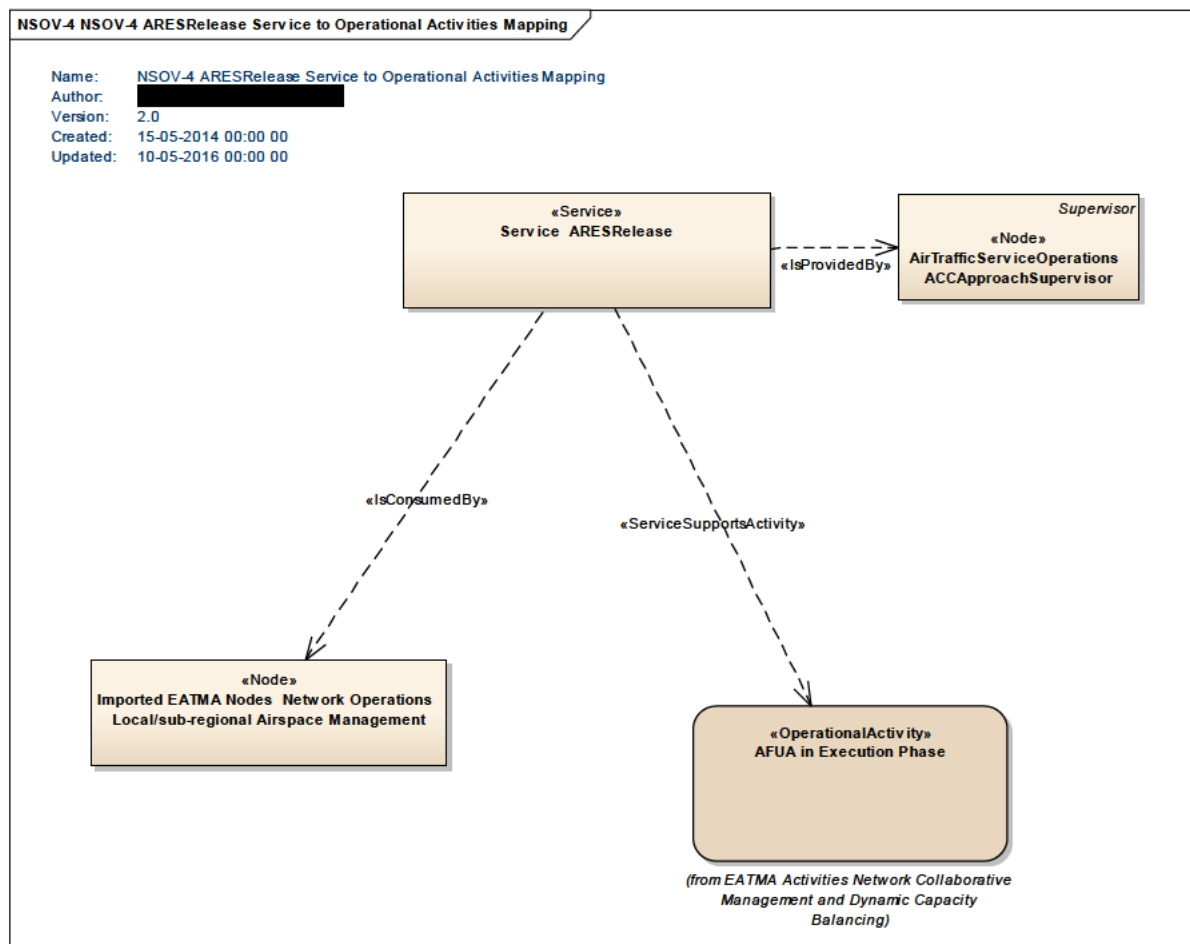 NSOV-4 NSOV-4 ARESRelease Service to Operational Activities Mapping
Name: NSOV-4 ARESRelease Service to Operational Activities Mapping
Author:
Version: 2.0
Created: 15-05-2014 00:00 00
Updated: 10-05-2016 00:00 00
«Service»
Service ARESRelease
«IsProvidedBy»
Supervisor
«Node»
AirTrafficServiceOperations
ACCApproachSupervisor
«IsConsumedBy»
«ServiceSupportsActivity»
«Node»
Imported EATMA Nodes Network Operations
Local/sub-regional Airspace Management
«OperationalActivity»
AFUA in Execution Phase
(from EATMA Activities Network Collaborative
Management and Dynamic Capacity
Balancing)